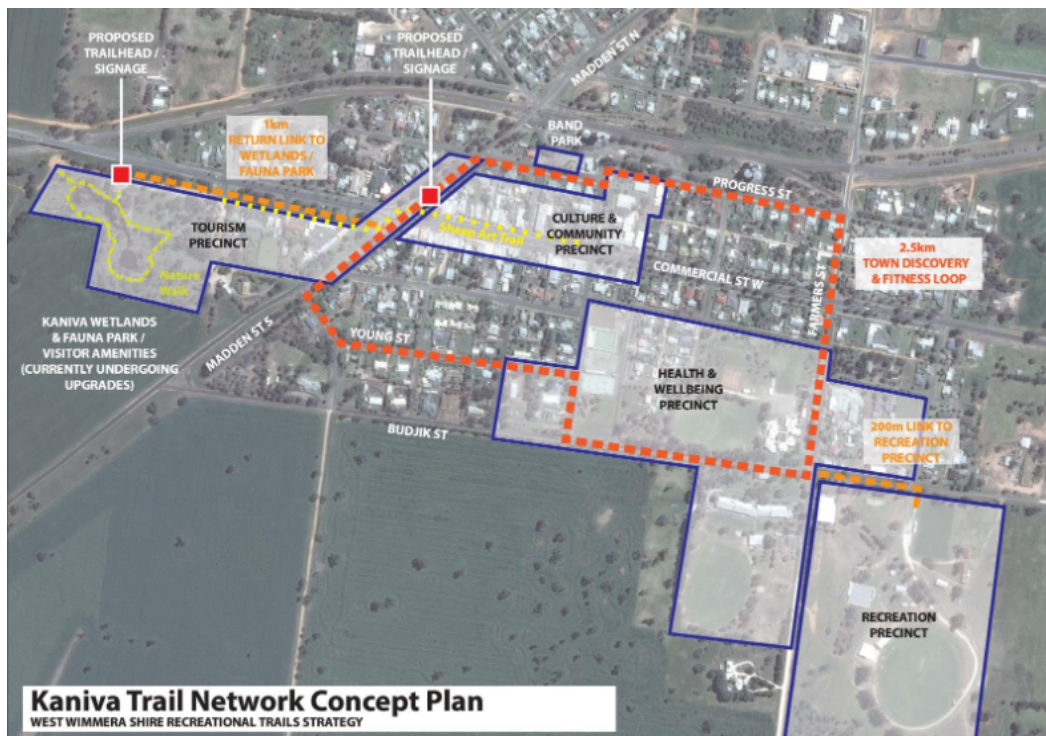 PROPOSED
TRAILHEAD /
SIGNAGE
PROPOSED
TRAILHEAD /
SIGNAGE
MADDEN ST N
1km
RETURN LINK TO
WETLANDS /
FAUNA PARK
BAND
PARK
PROGRESS ST
TOURISM
PRECINCT
CULTURE &
COMMUNITY
PRECINCT
Sheep Art Trail
Nature
Walk
COMMERCIAL ST W
FARMERS ST
2.5km
TOWN DISCOVERY
& FITNESS LOOP
KANIVA WETLANDS
& FAUNA PARK /
VISITOR AMENITIES
(CURRENTLY UNDERGOING
UPGRADES)
MADDEN ST S
YOUNG ST
HEALTH &
WELLBEING
PRECINCT
BUDJIK ST
200m LINK TO
RECREATION
PRECINCT
RECREATION
PRECINCT
Kaniva Trail Network Concept Plan
WEST WIMMERA SHIRE RECREATIONAL TRAILS STRATEGY